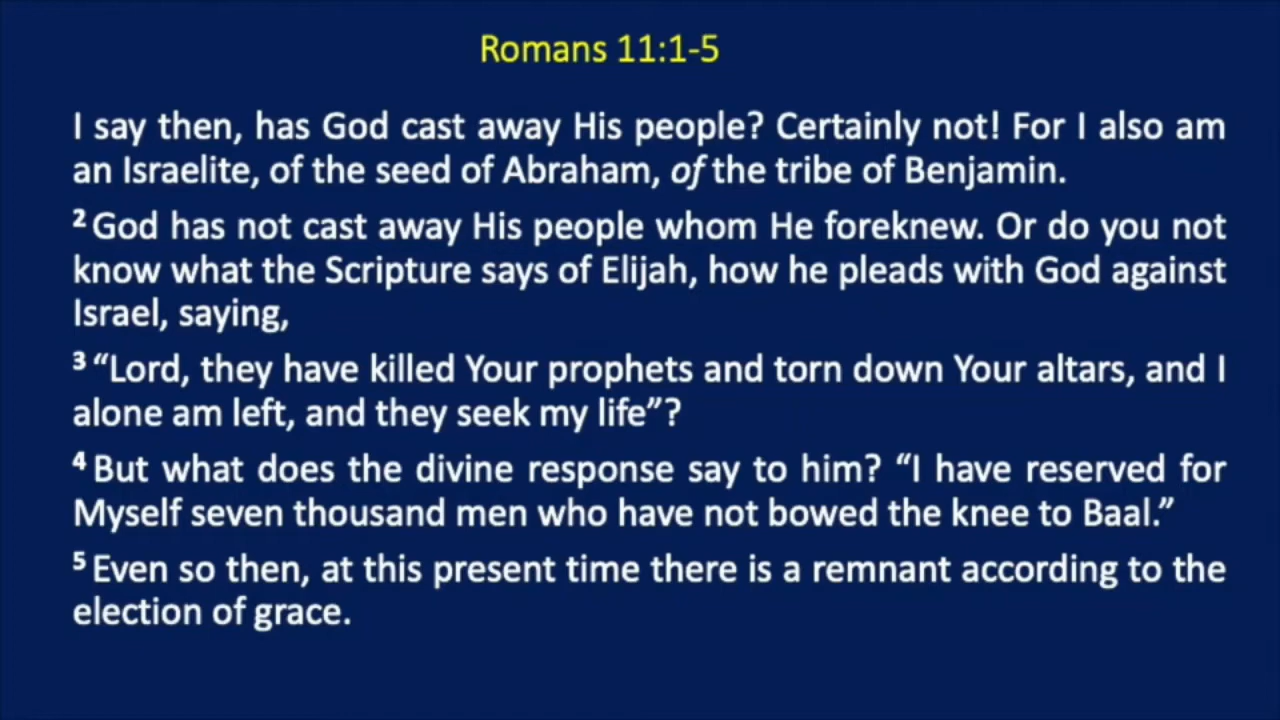 Romans 11:1-5
I say then, has God cast away His people? Certainly not! For I also am
an Israelite, of the seed of Abraham, of the tribe of Benjamin.
² God has not cast away His people whom He foreknew. Or do you not
know what the Scripture says of Elijah, how he pleads with God against
Israel, saying,
³ “Lord, they have killed Your prophets and torn down Your altars, and I
alone am left, and they seek my life”?
⁴ But what does the divine response say to him? “I have reserved for
Myself seven thousand men who have not bowed the knee to Baal.”
⁵ Even so then, at this present time there is a remnant according to the
election of grace.